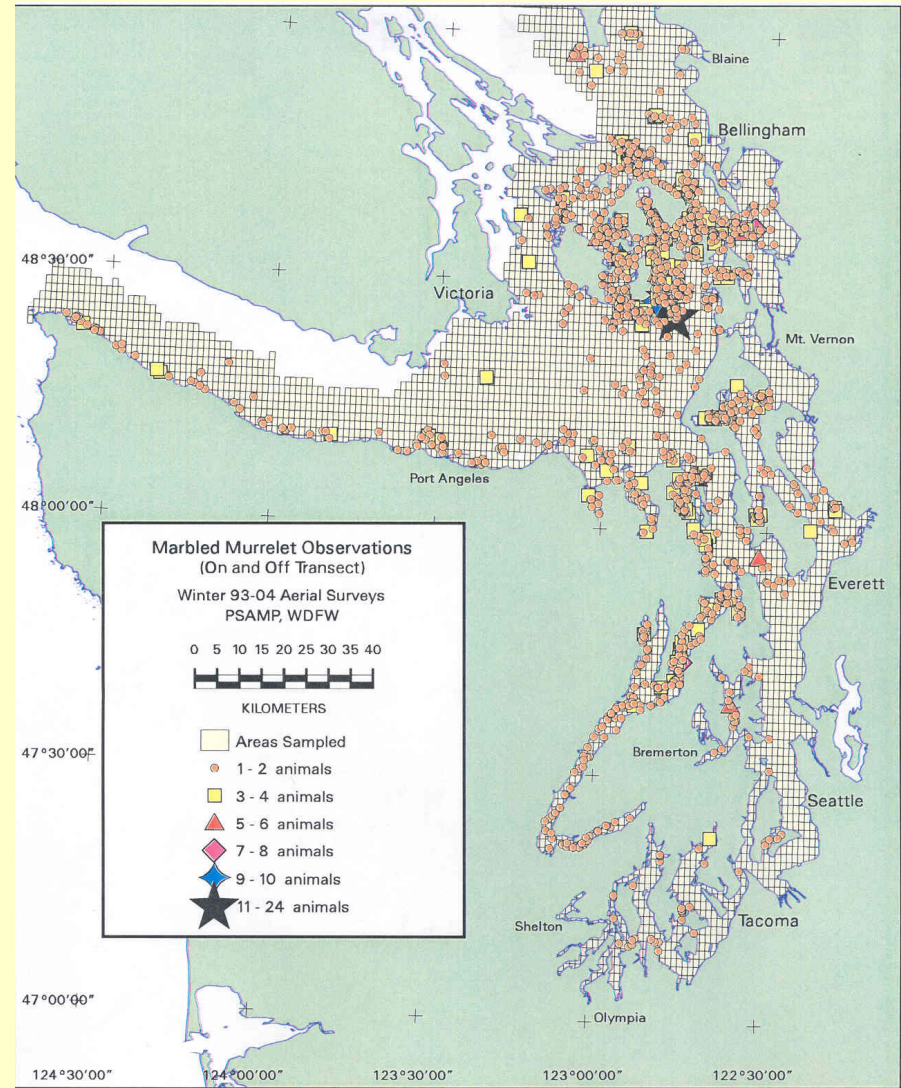 Blaine
Bellingham
48°30'00"
Victoria
Mt. Vernon
Port Angeles
48°00'00"
Everett
Marbled Murrelet Observations
(On and Off Transect)
Winter 93-04 Aerial Surveys
PSAMP, WDFW
0 5 10 15 20 25 30 35 40
KILOMETERS
Areas Sampled
1 - 2 animals
3 - 4 animals
5 - 6 animals
7 - 8 animals
9 - 10 animals
11 - 24 animals
47°30'00"
Bremerton
Seattle
Shelton
Tacoma
47°00'00"
Olympia
124°30'00" 124°00'00" 123°30'00" 123°00'00" 122°30'00"